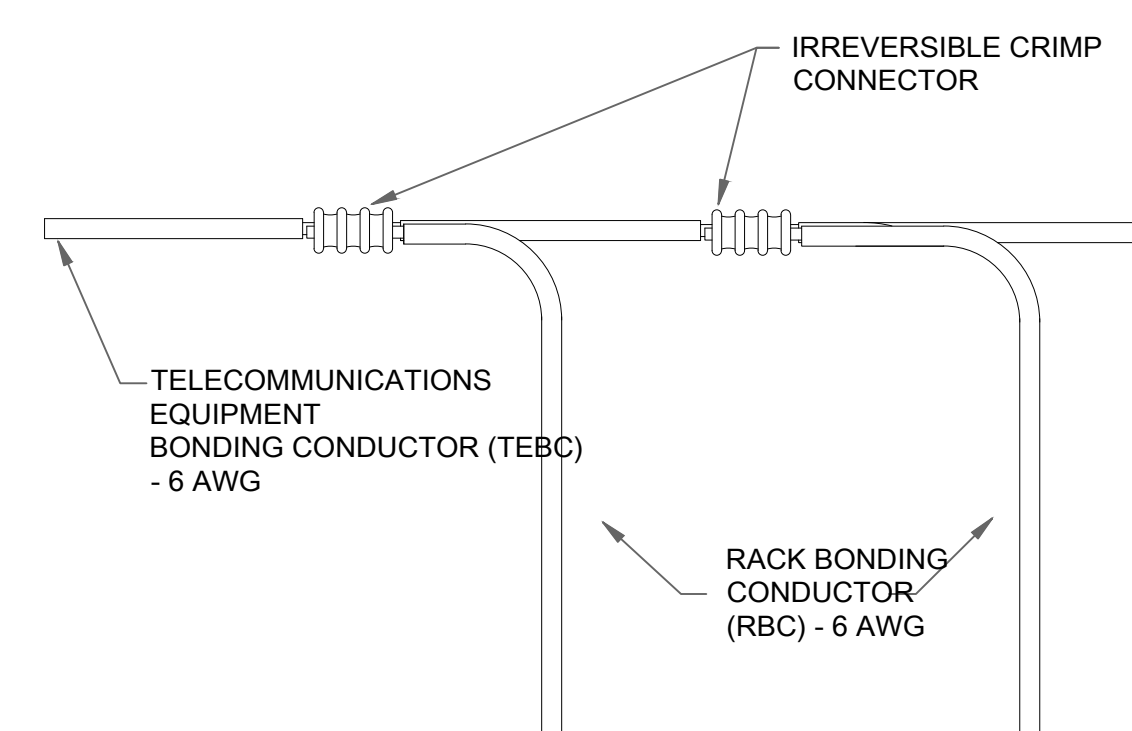 IRREVERSIBLE CRIMP
CONNECTOR
TELECOMMUNICATIONS
EQUIPMENT
BONDING CONDUCTOR (TEBC)
- 6 AWG
RACK BONDING
CONDUCTOR
(RBC) - 6 AWG